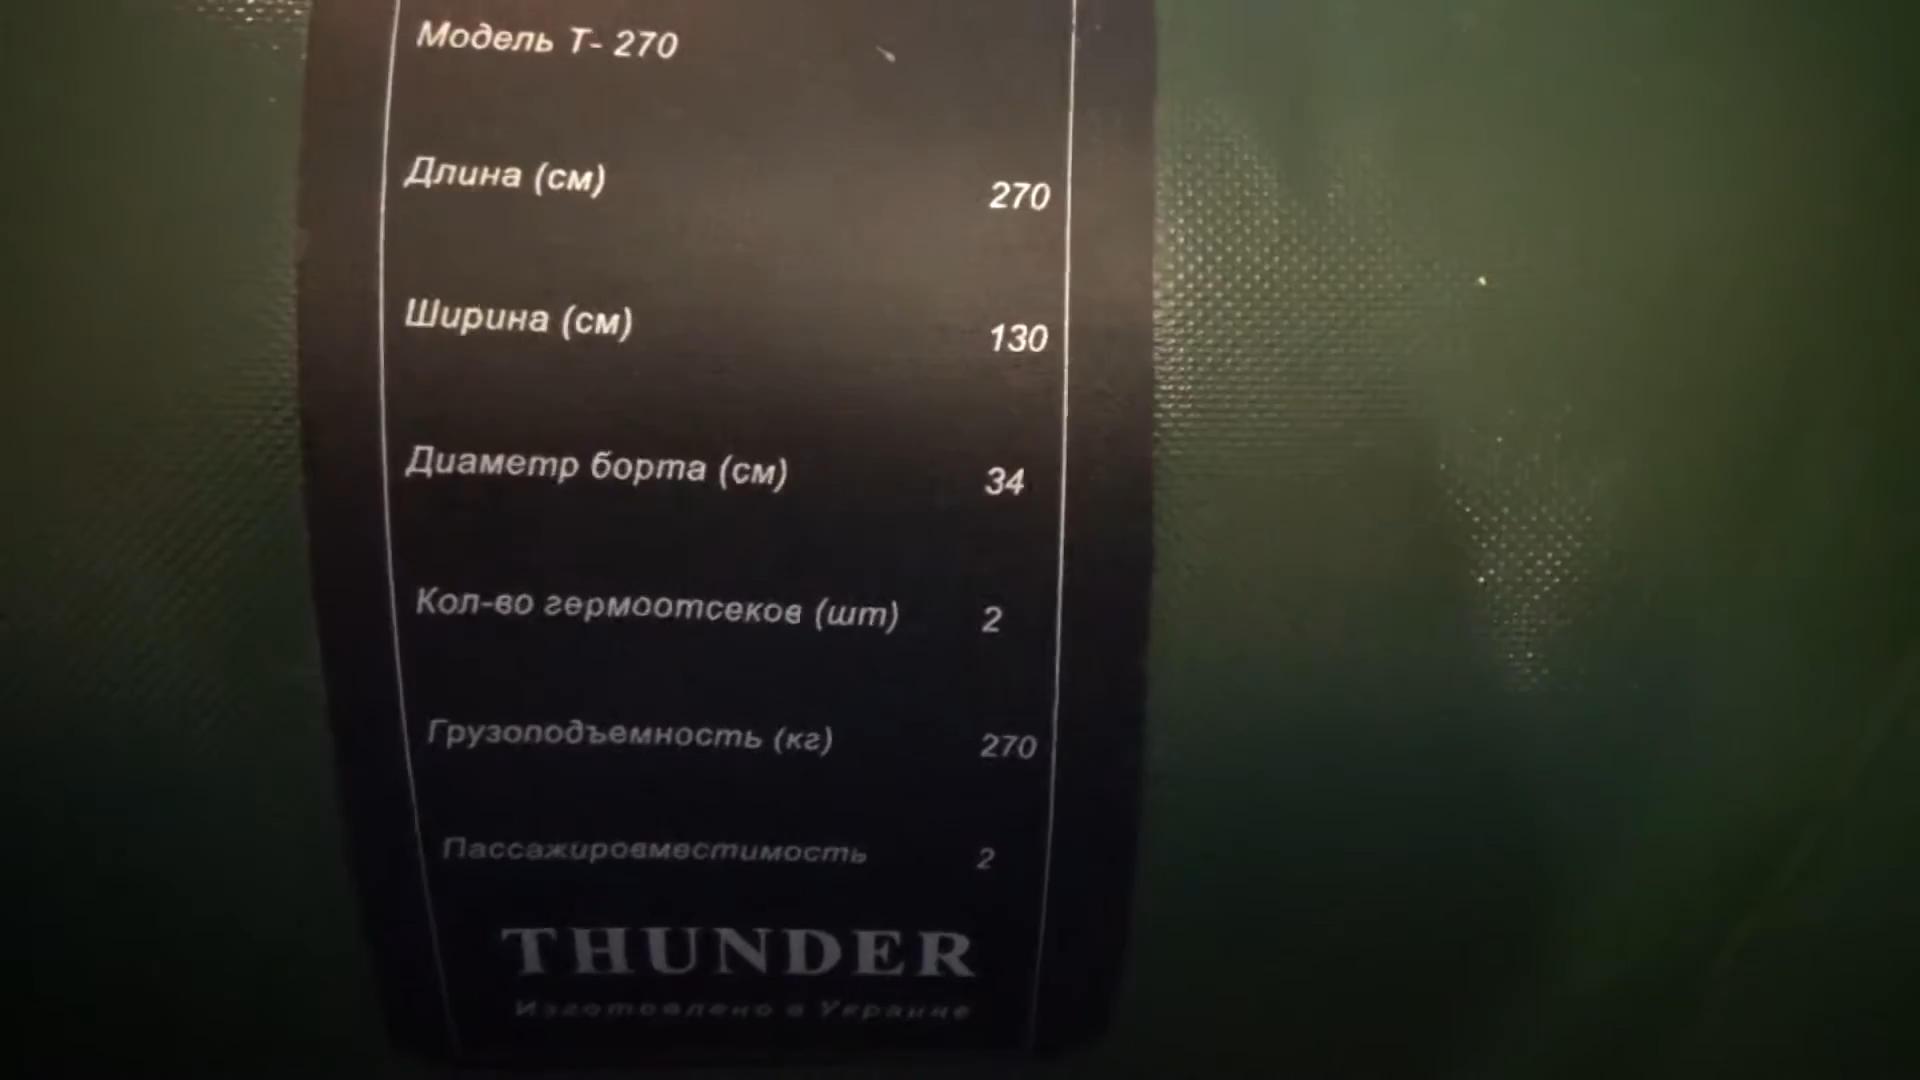 Модель Т- 270
Длина (см) 270
Ширина (см) 130
Диаметр борта (см) 34
Кол-во гермоотсеков (шт) 2
Грузоподъемность (кг) 270
Пассажировместимость 2
THUNDER
Изготовлено в Украине